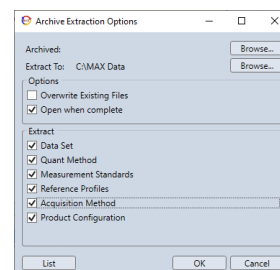 Archive Extraction Options
Archived:
Browse...
Extract To: C:\MAX Data
Browse...
Options
Overwrite Existing Files
Open when complete
Extract
Data Set
Quant Method
Measurement Standards
Reference Profiles
Acquisition Method
Product Configuration
List
OK
Cancel